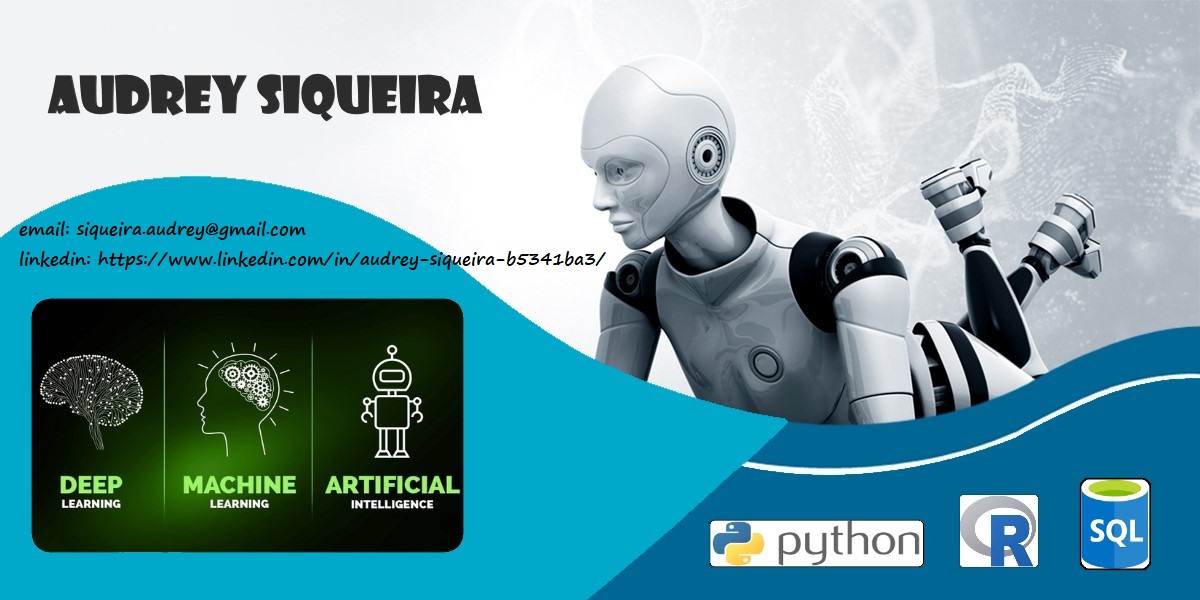 AUDREY SIQUEIRA
email: siqueira.audrey@gmail.com
linkedin: https://www.linkedin.com/in/audrey-siqueira-b5341ba3/
DEEP
LEARNING
MACHINE
LEARNING
ARTIFICIAL
INTELLIGENCE
python
R
SQL